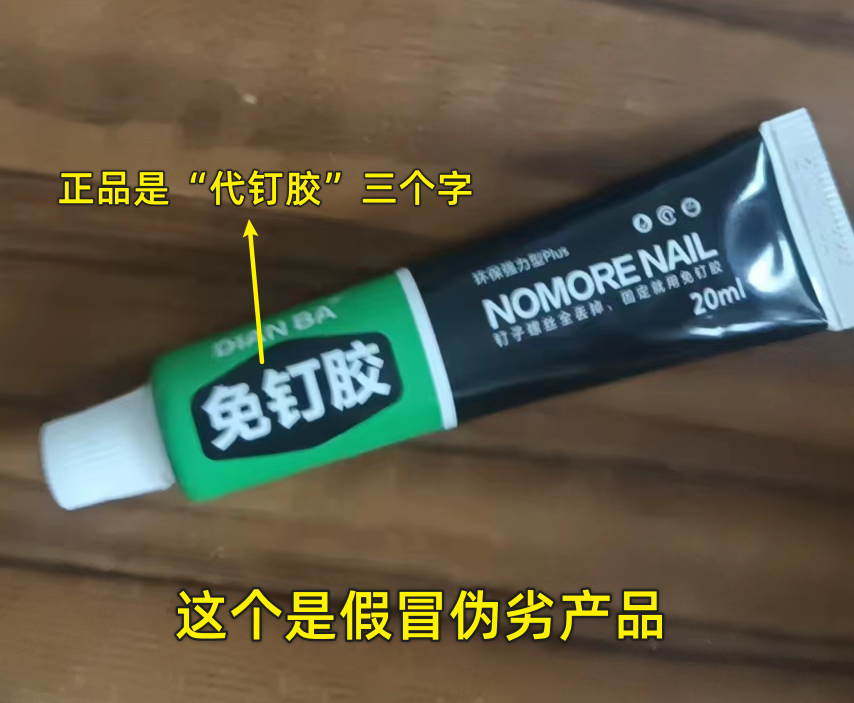 正品是“代钉胶”三个字
环保强力型Plus
NOMORE NAIL
钉子螺丝全丢掉、固定就用免钉胶
20ml
DIAN BA
免钉胶
这个是假冒伪劣产品